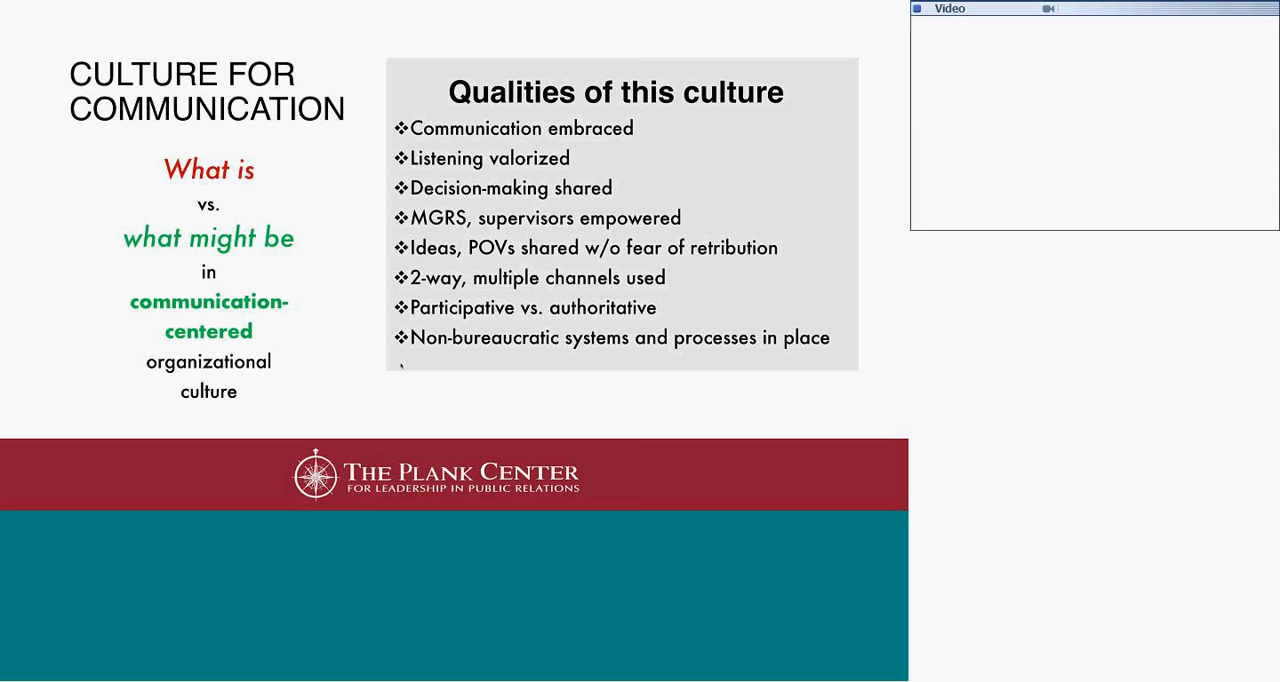 CULTURE FOR
COMMUNICATION
What is
vs.
what might be
in
communication-
centered
organizational
culture
Qualities of this culture
❖Communication embraced
❖Listening valorized
❖Decision-making shared
❖MGRS, supervisors empowered
❖Ideas, POVs shared w/o fear of retribution
❖2-way, multiple channels used
❖Participative vs. authoritative
❖Non-bureaucratic systems and processes in place
THE PLANK CENTER
FOR LEADERSHIP IN PUBLIC RELATIONS
Video